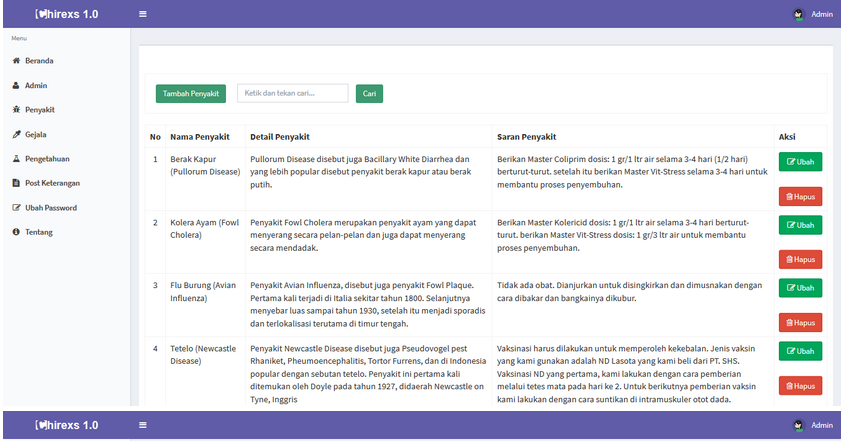 Chirexs 1.0
Admin
Menu
Beranda
Admin
Penyakit
Gejala
Pengetahuan
Post Keterangan
Ubah Password
Tentang
Tambah Penyakit
Ketik dan tekan cari...
Cari
No Nama Penyakit Detail Penyakit Saran Penyakit Aksi
1
Berak Kapur
(Pullorum Disease)
Pullorum Disease disebut juga Bacillary White Diarrhea dan
yang lebih popular disebut penyakit berak kapur atau berak
putih.
Berikan Master Coliprim dosis: 1 gr/1 ltr air selama 3-4 hari (1/2 hari)
berturut-turut. setelah itu berikan Master Vit-Stress selama 3-4 hari untuk
membantu proses penyembuhan.
Ubah
Hapus
2
Kolera Ayam (Fowl
Cholera)
Penyakit Fowl Cholera merupakan penyakit ayam yang dapat
menyerang secara pelan-pelan dan juga dapat menyerang
secara mendadak.
Berikan Master Kolericid dosis: 1 gr/1 ltr air selama 3-4 hari berturut-
turut. berikan Master Vit-Stress dosis: 1 gr/3 ltr air untuk membantu
proses penyembuhan.
Ubah
Hapus
3
Flu Burung (Avian
Influenza)
Penyakit Avian Influenza, disebut juga penyakit Fowl Plaque.
Pertama kali terjadi di Italia sekitar tahun 1800. Selanjutnya
menyebar luas sampai tahun 1930, setelah itu menjadi sporadis
dan terlokalisasi terutama di timur tengah.
Tidak ada obat. Dianjurkan untuk disingkirkan dan dimusnakan dengan
cara dibakar dan bangkainya dikubur.
Ubah
Hapus
4
Tetelo (Newcastle
Disease)
Penyakit Newcastle Disease disebut juga Pseudovogel pest
Rhaniket, Pheumoencephalitis, Tortor Furrens, dan di Indonesia
popular dengan sebutan tetelo. Penyakit ini pertama kali
ditemukan oleh Doyle pada tahun 1927, didaerah Newcastle on
Tyne, Inggris
Vaksinasi harus dilakukan untuk memperoleh kekebalan. Jenis vaksin
yang kami gunakan adalah ND Lasota yang kami beli dari PT. SHS.
Vaksinasi ND yang pertama, kami lakukan dengan cara pemberian
melalui tetes mata pada hari ke 2. Untuk berikutnya pemberian vaksin
kami lakukan dengan cara suntikan di intramuskuler otot dada.
Ubah
Hapus
Chirexs 1.0
Admin